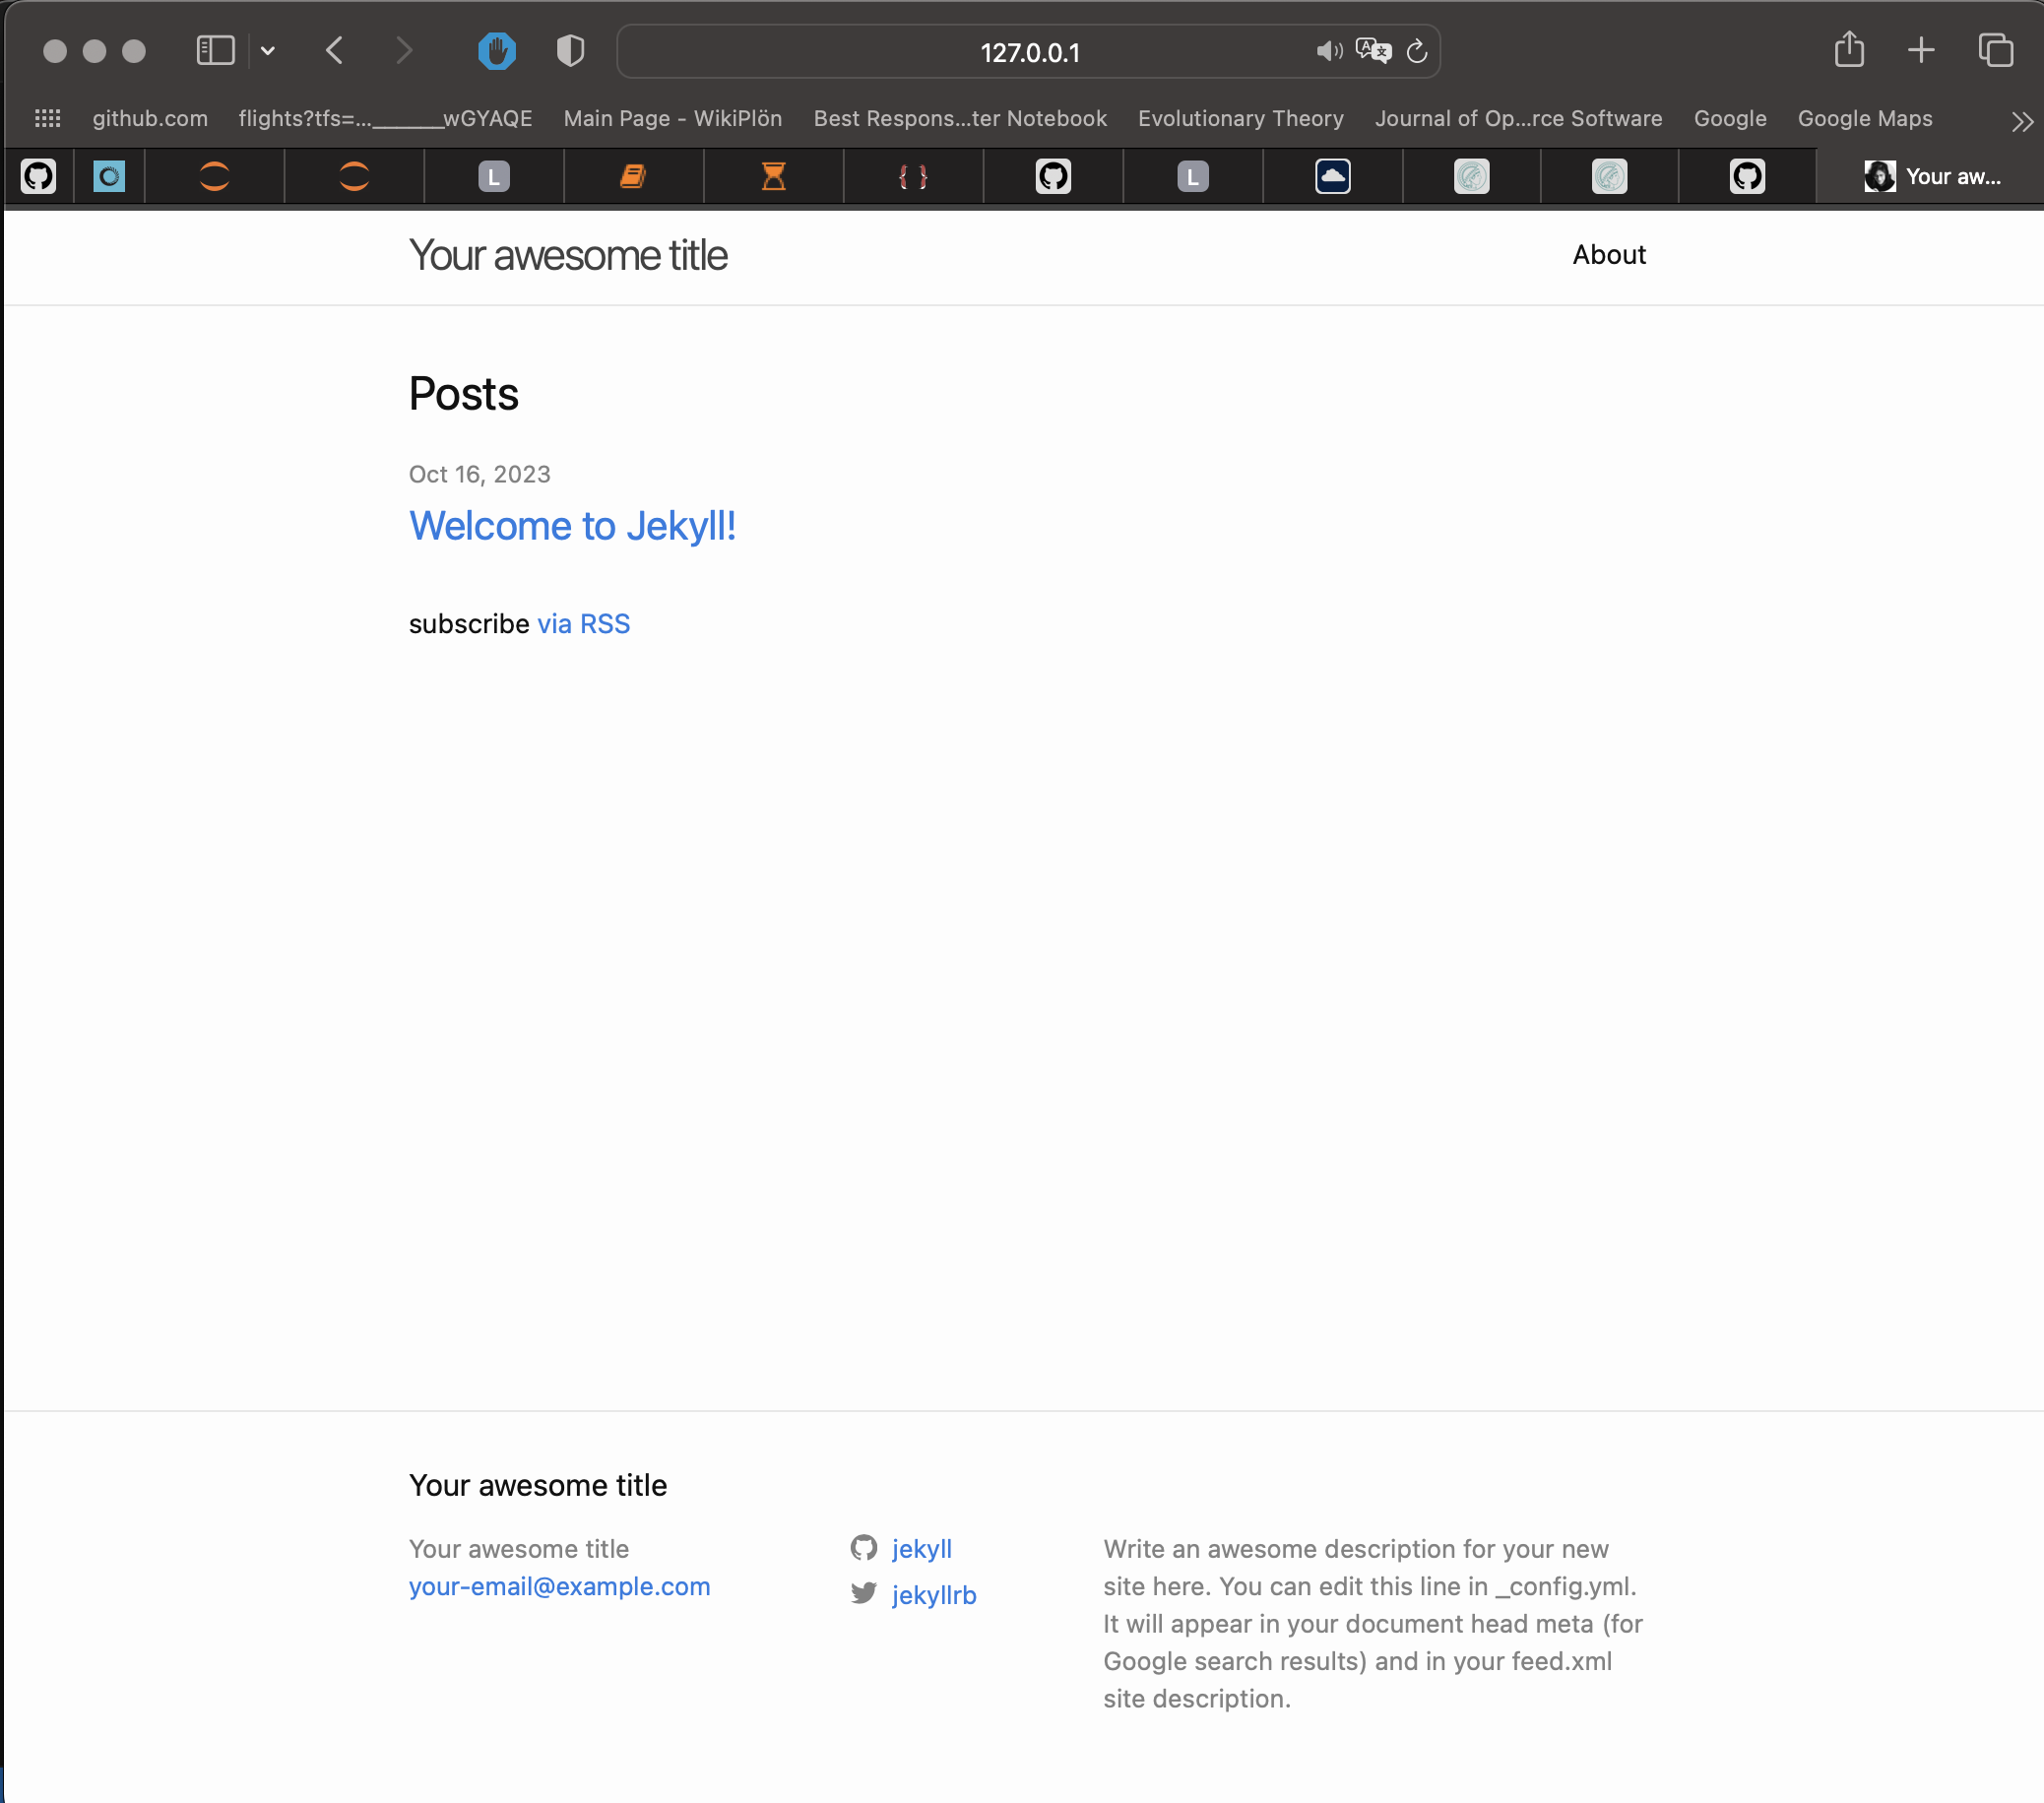 127.0.0.1
github.com flights?tfs=...______wGYAQE Main Page - WikiPlön Best Respons...ter Notebook Evolutionary Theory Journal of Op...rce Software Google Google Maps
L { } L Your aw...
Your awesome title About
Posts
Oct 16, 2023
Welcome to Jekyll!
subscribe via RSS
Your awesome title
Your awesome title
your-email@example.com
jekyll
jekyllrb
Write an awesome description for your new
site here. You can edit this line in _config.yml.
It will appear in your document head meta (for
Google search results) and in your feed.xml
site description.